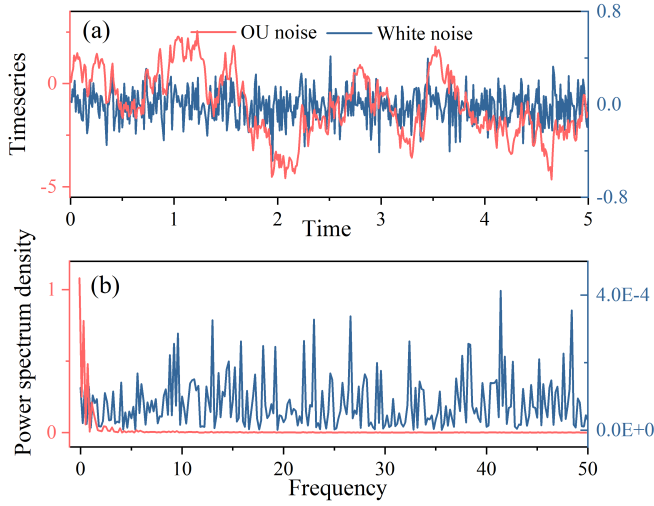 (a)
OU noise
White noise
Timeseries
0
-5
0.8
0.0
-0.8
0
1
2
3
4
5
Time
(b)
Power spectrum density
1
0
4.0E-4
0.0E+0
0
10
20
30
40
50
Frequency